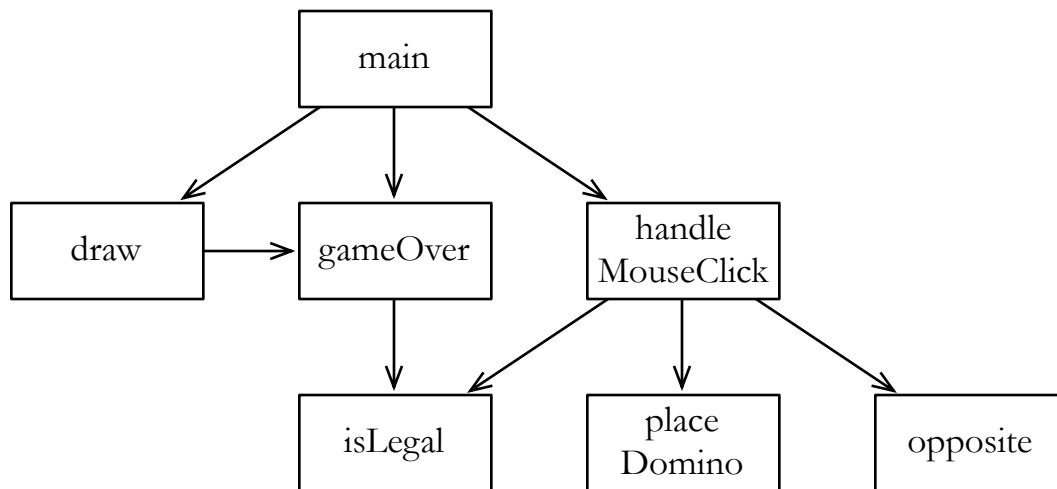 main
draw
gameOver
handle
MouseClick
isLegal
place
Domino
opposite